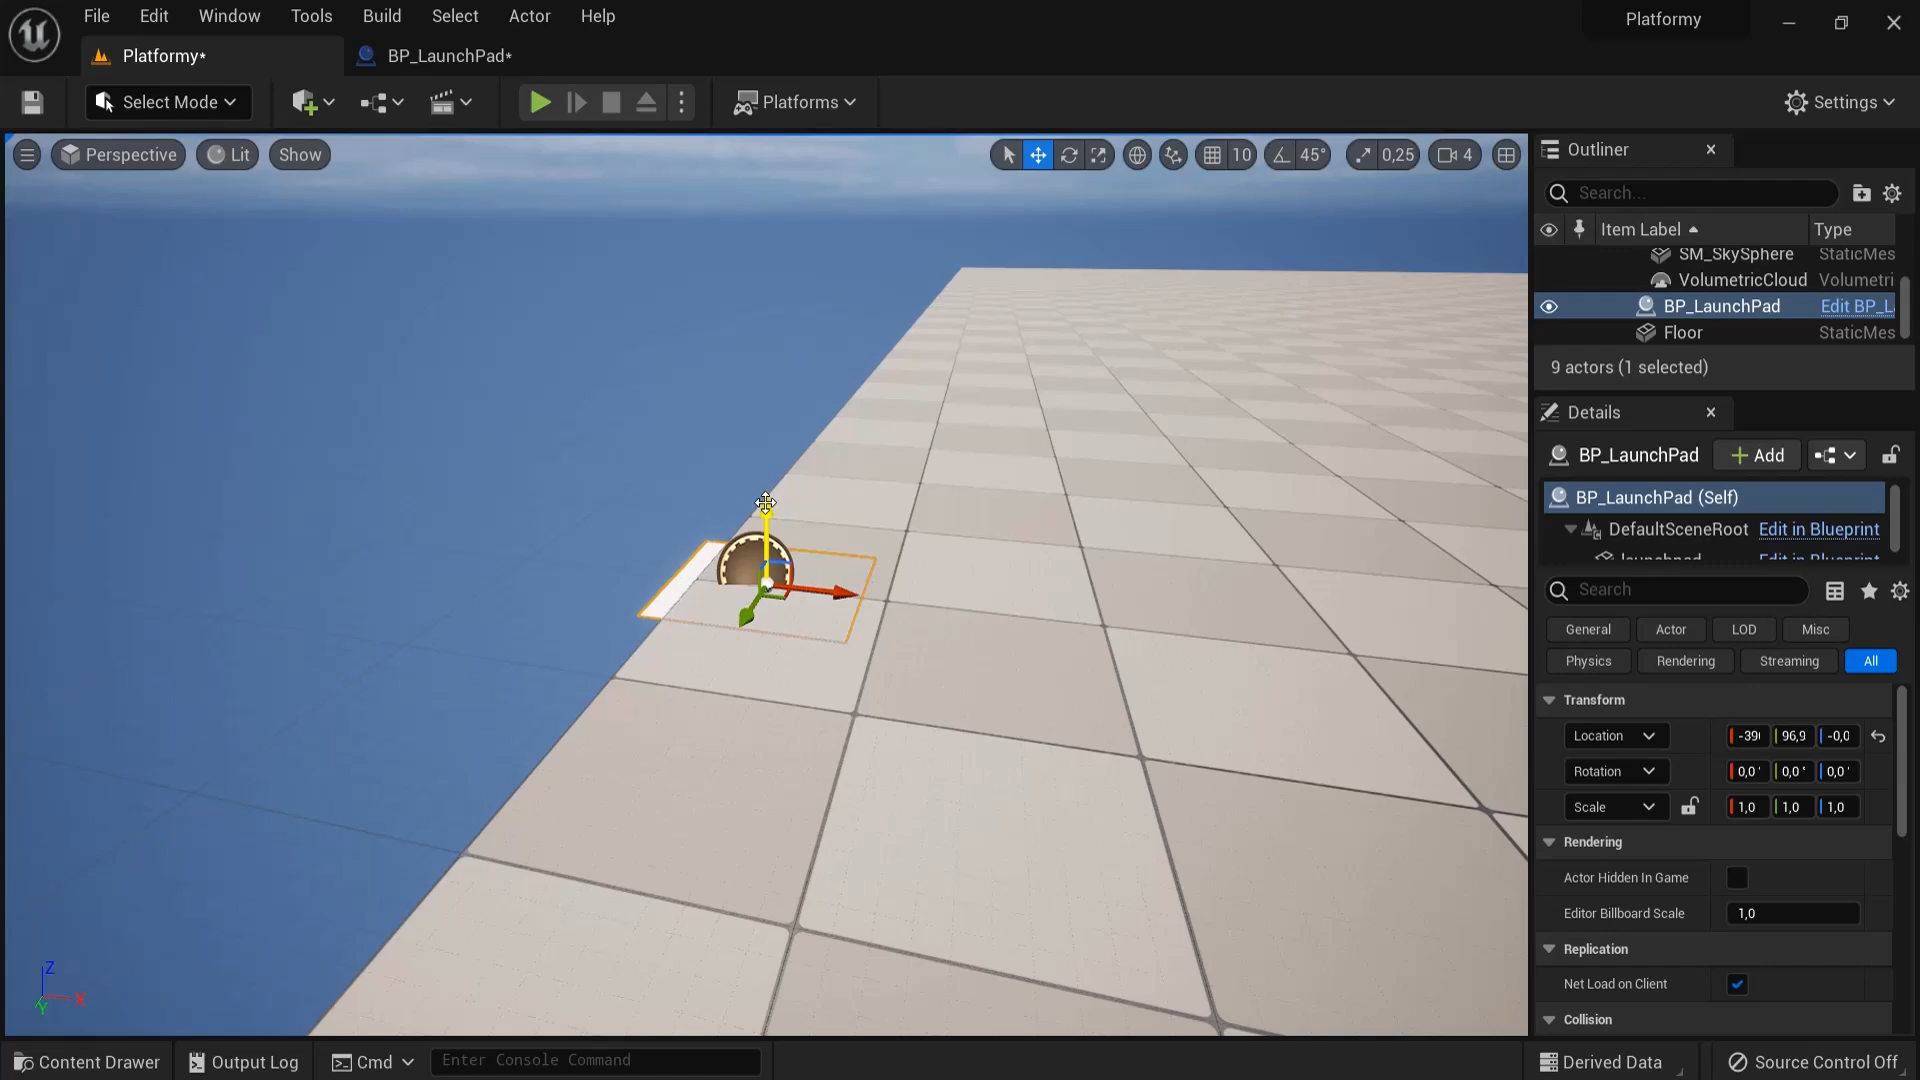 File Edit Window Tools Build Select Actor Help
Platformy
Platformy*
BP_LaunchPad*
Select Mode
Platforms
Settings
Perspective
Lit
Show
10
45°
0,25
4
Outliner
Search...
Item Label
Type
SM_SkySphere StaticMes
VolumetricCloud Volumetri
BP_LaunchPad Edit BP_L
Floor StaticMes
9 actors (1 selected)
Details
BP_LaunchPad
Add
BP_LaunchPad (Self)
DefaultSceneRoot Edit in Blueprint
launchpad Edit in Blueprint
Search
General Actor LOD Misc
Physics Rendering Streaming All
Transform
Location -39 96,9 -0,0
Rotation 0,0° 0,0° 0,0°
Scale 1,0 1,0 1,0
Rendering
Actor Hidden In Game
Editor Billboard Scale 1,0
Replication
Net Load on Client
Collision
Z
X
Y
Content Drawer
Output Log
Cmd
Enter Console Command
Derived Data
Source Control Off